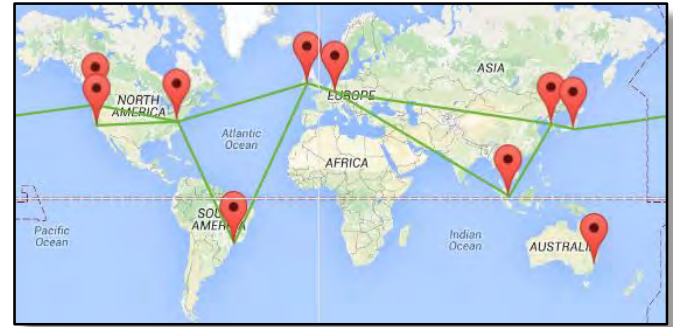 ASIA
EUROPE
NORTH
AMERICA
Atlantic
Ocean
AFRICA
SOUTH
AMERICA
Pacific
Ocean
Indian
Ocean
AUSTRALIA